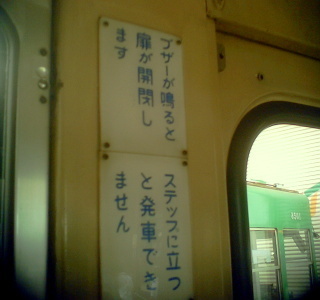 ブザーが鳴ると
扉が開閉し
ます
ステップに立つ
と発車でき
ません